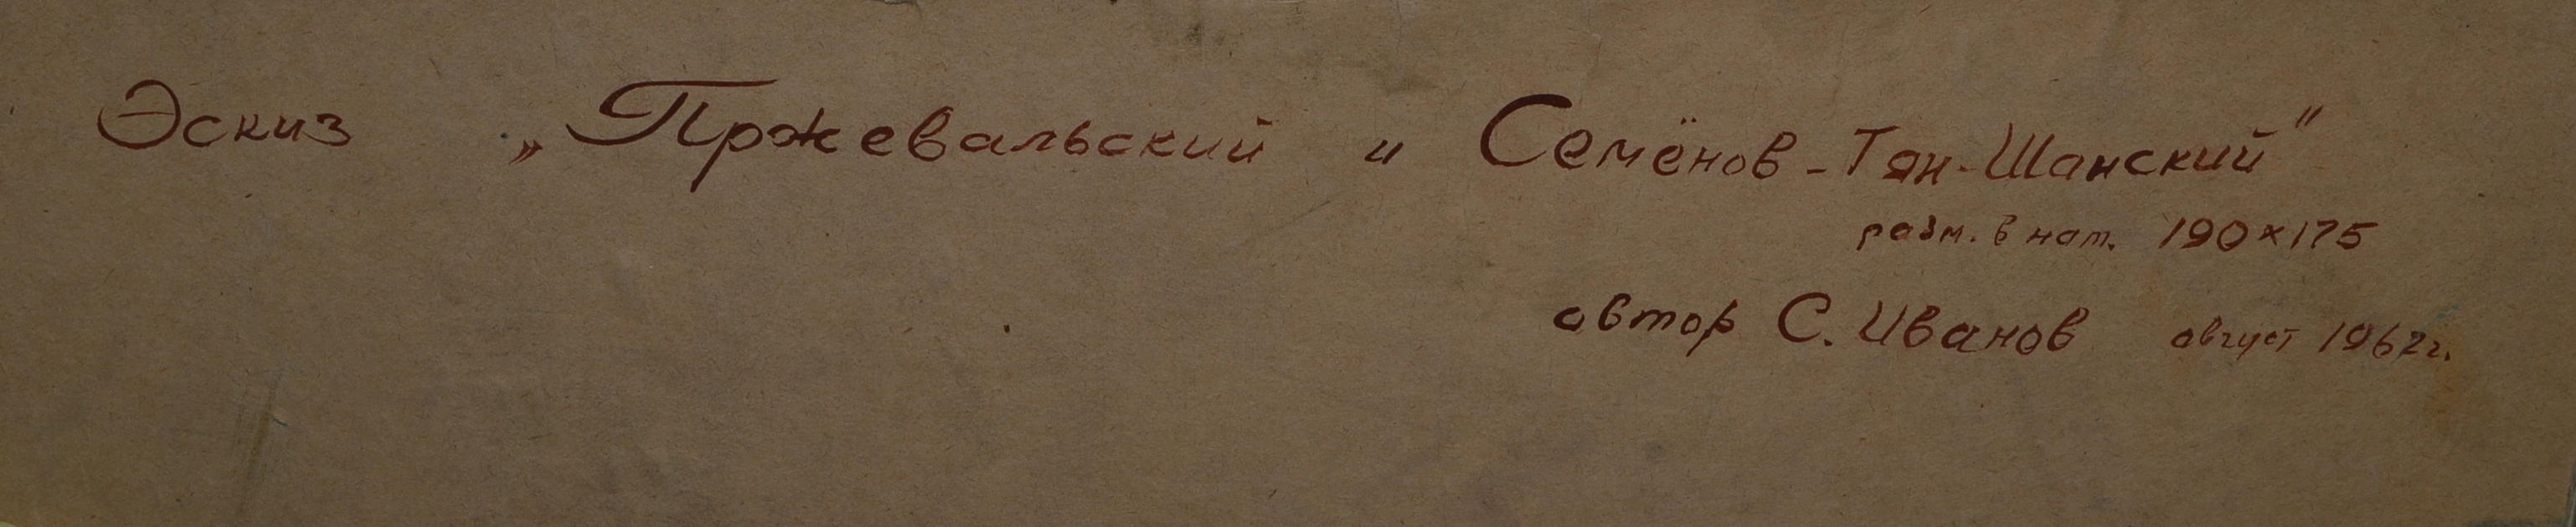 Эскиз „Пржевальский и Семёнов-Тян-Шанский"
разм. в нат. 190×175
автор С. Иванов август 1962г.